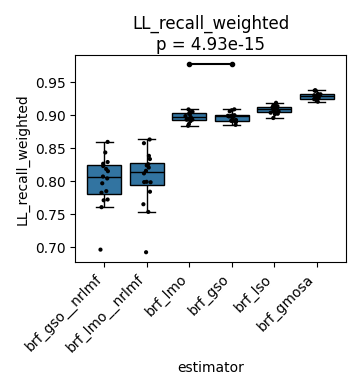 LL_recall_weighted
p = 4.93e-15
LL_recall_weighted
0.95
0.90
0.85
0.80
0.75
0.70
brf_gso__nrlmf
brf_lmo__nrlmf
brf_lmo
brf_gso
brf_lso
brf_gmosa
estimator